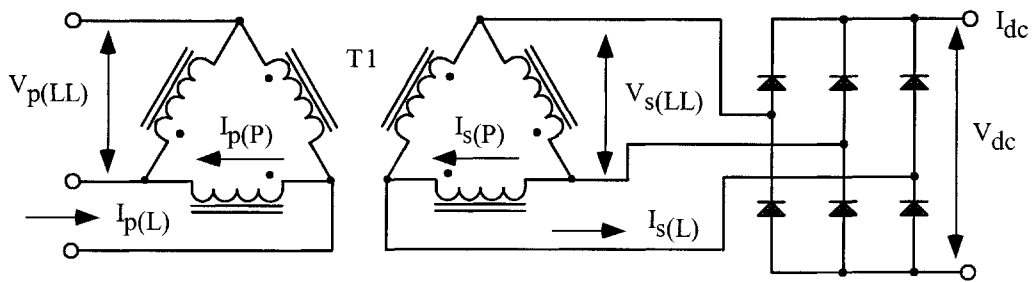 T1
I_dc
V_p(LL)
V_s(LL)
I_p(P)
I_s(P)
V_dc
I_p(L)
I_s(L)